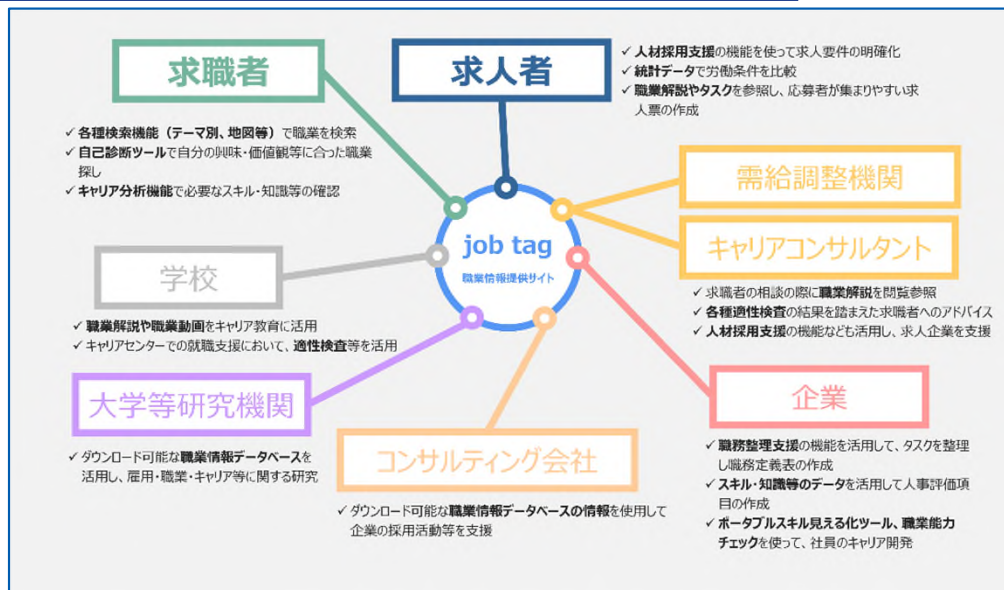 求職者
✓ 各種検索機能（テーマ別、地図等）で職業を検索
✓ 自己診断ツールで自分の興味・価値観等に合った職業
探し
✓ キャリア分析機能で必要なスキル・知識等の確認
求人者
✓ 人材採用支援の機能を使って求人要件の明確化
✓ 統計データで労働条件を比較
✓ 職業解説やタスクを参照し、応募者が集まりやすい求
人票の作成
需給調整機関
キャリアコンサルタント
✓ 求職者の相談の際に職業解説を閲覧参照
✓ 各種適性検査の結果を踏まえた求職者へのアドバイス
✓ 人材採用支援の機能なども活用し、求人企業を支援
job tag
職業情報提供サイト
学校
✓ 職業解説や職業動画をキャリア教育に活用
✓ キャリアセンターでの就職支援において、適性検査等を活用
大学等研究機関
✓ ダウンロード可能な職業情報データベースを
活用し、雇用・職業・キャリア等に関する研究
コンサルティング会社
✓ ダウンロード可能な職業情報データベースの情報を使用して
企業の採用活動等を支援
企業
✓ 職務整理支援の機能を活用して、タスクを整理
し職務定義表の作成
✓ スキル・知識等のデータを活用して人事評価項
目の作成
✓ ポータブルスキル見える化ツール、職業能力
チェックを使って、社員のキャリア開発